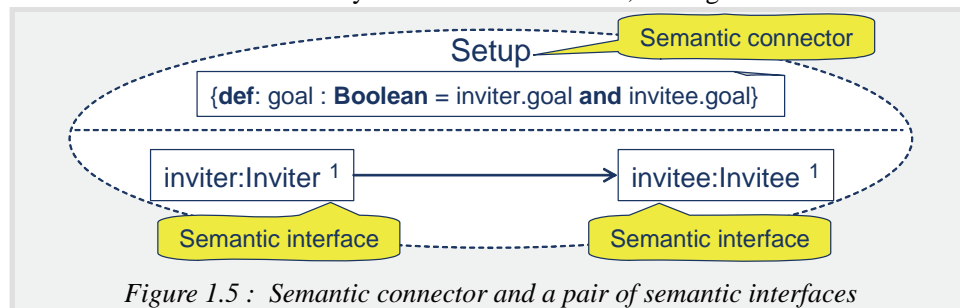 Setup
Semantic connector
{def: goal : Boolean = inviter.goal and invitee.goal}
inviter:Inviter 1
invitee:Invitee 1
Semantic interface
Semantic interface
Figure 1.5 : Semantic connector and a pair of semantic interfaces